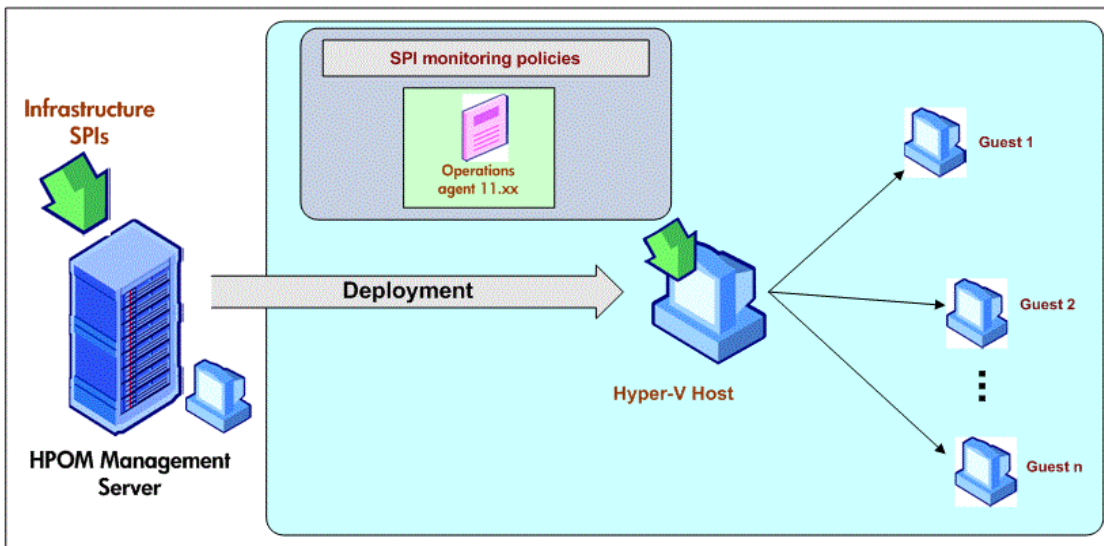 SPI monitoring policies
Infrastructure
SPIs
Operations
agent 11.xx
Guest 1
Deployment
Guest 2
Hyper-V Host
HPOM Management
Server
Guest n